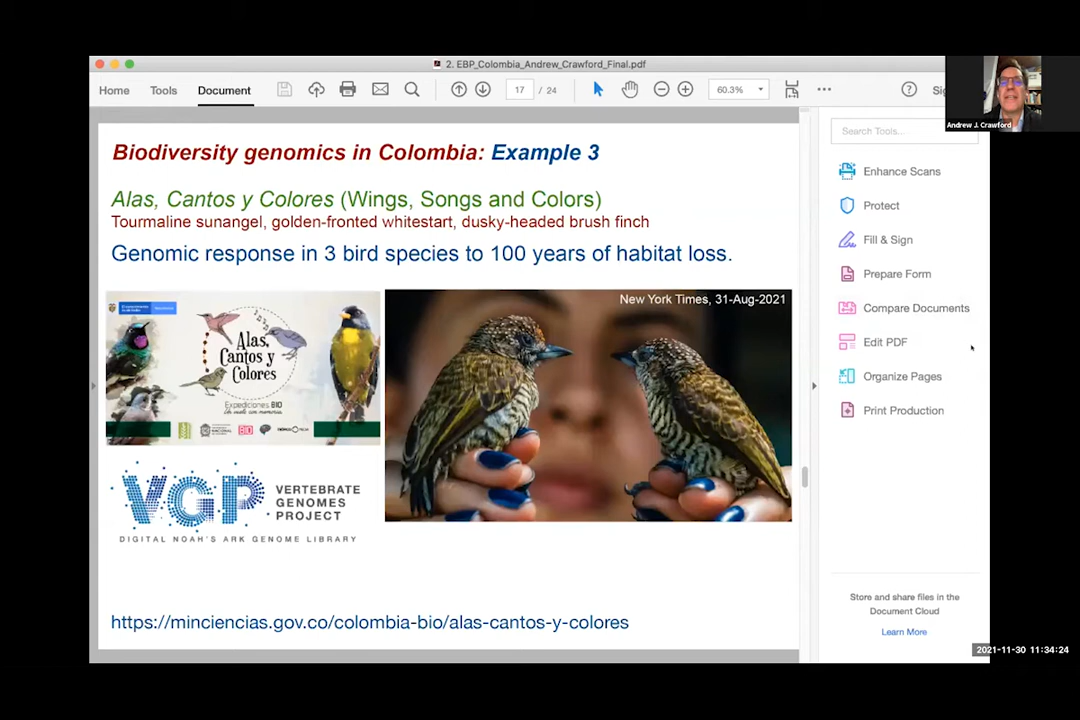 2. EBP_Colombia_Andrew_Crawford_Final.pdf
Home Tools Document 17 / 24 60.3%
Andrew J. Crawford
Search Tools...
Biodiversity genomics in Colombia: Example 3
Alas, Cantos y Colores (Wings, Songs and Colors)
Tourmaline sunangel, golden-fronted whitestart, dusky-headed brush finch
Genomic response in 3 bird species to 100 years of habitat loss.
Alas,
Cantos y
Colores
Expediciones BIO
New York Times, 31-Aug-2021
VGP
VERTEBRATE
GENOMES
PROJECT
DIGITAL NOAH'S ARK GENOME LIBRARY
https://minciencias.gov.co/colombia-bio/alas-cantos-y-colores
Enhance Scans
Protect
Fill & Sign
Prepare Form
Compare Documents
Edit PDF
Organize Pages
Print Production
Store and share files in the
Document Cloud
Learn More
2021-11-30 11:34:24